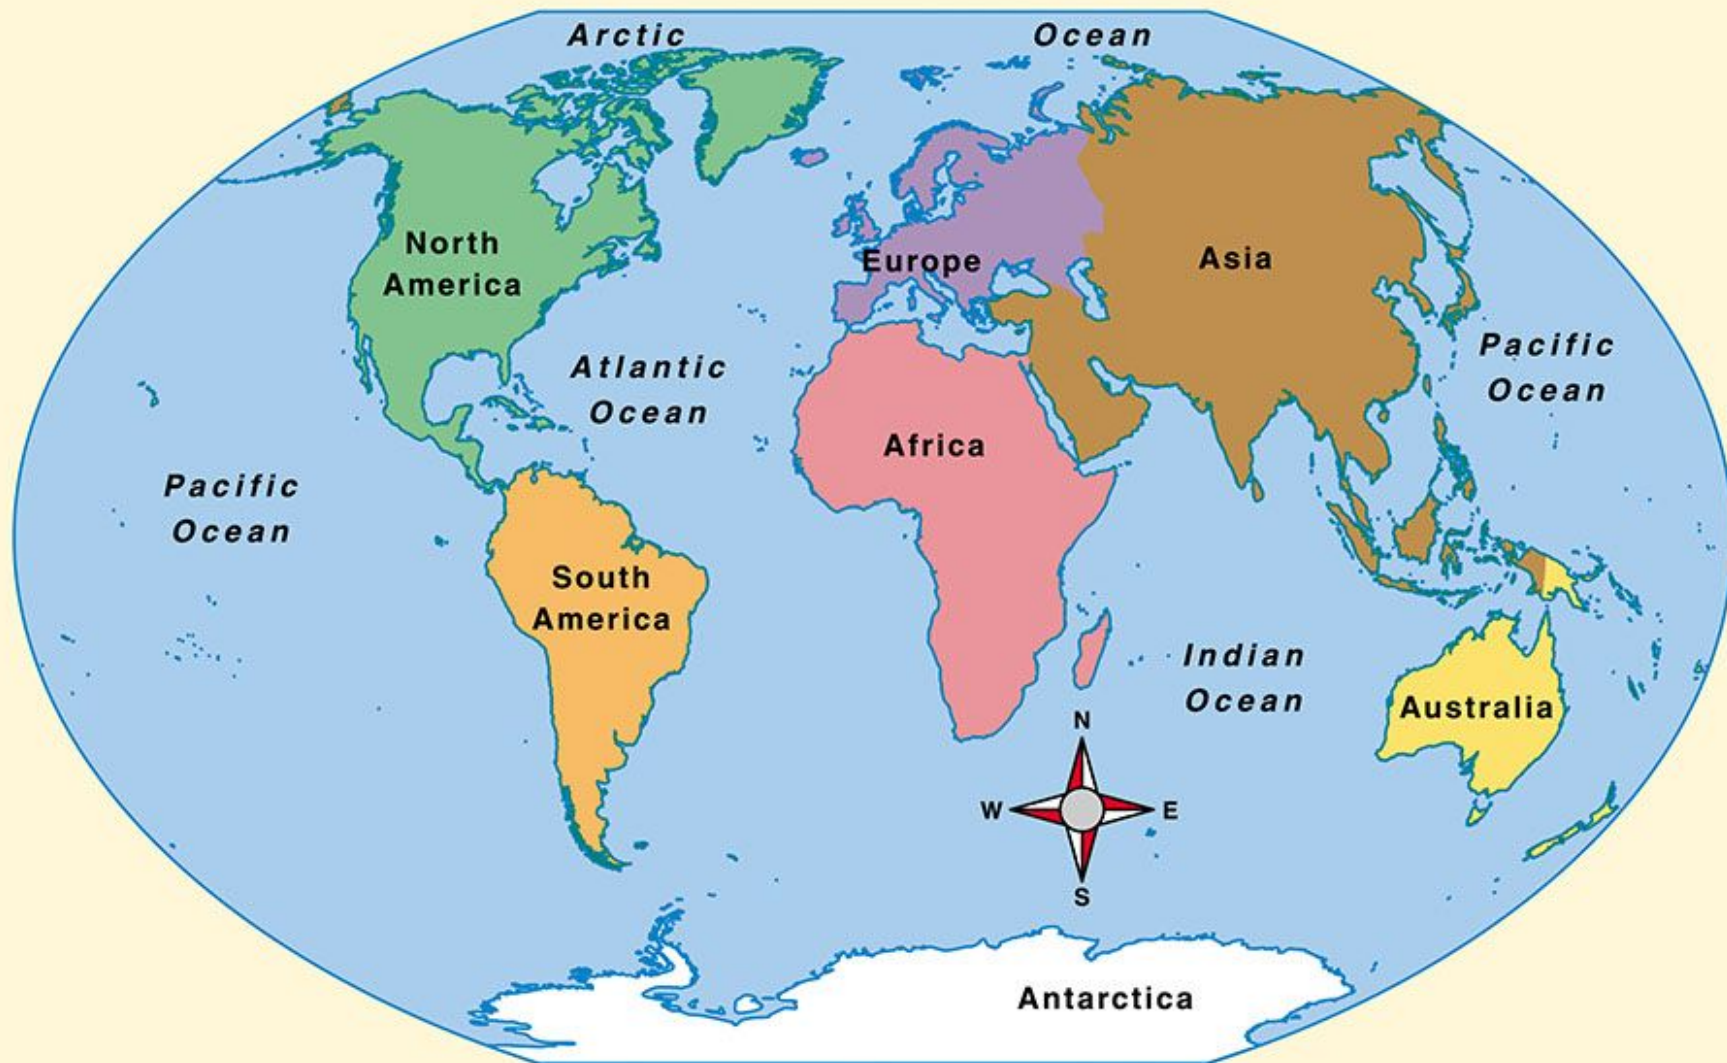 Arctic Ocean
North
America
Europe
Asia
Atlantic
Ocean
Pacific
Ocean
Africa
Pacific
Ocean
South
America
Indian
Ocean
Australia
N
W E
S
Antarctica